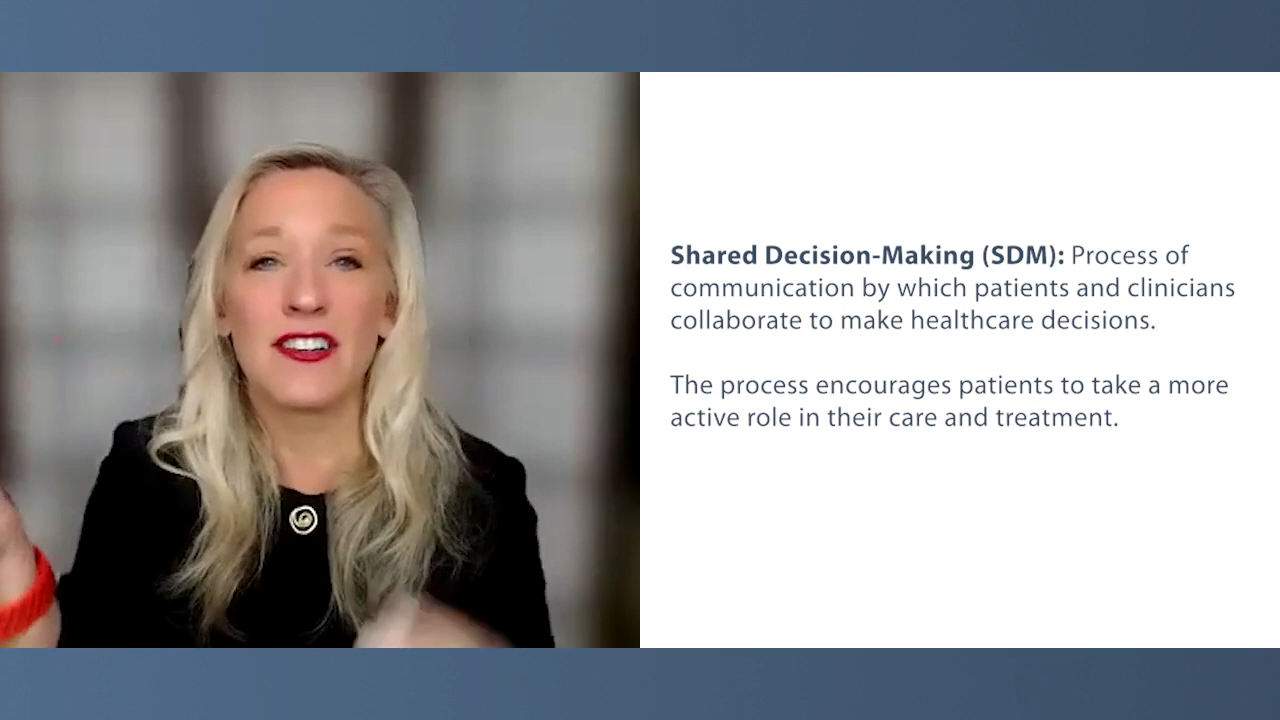 Shared Decision-Making (SDM): Process of
communication by which patients and clinicians
collaborate to make healthcare decisions.
The process encourages patients to take a more
active role in their care and treatment.